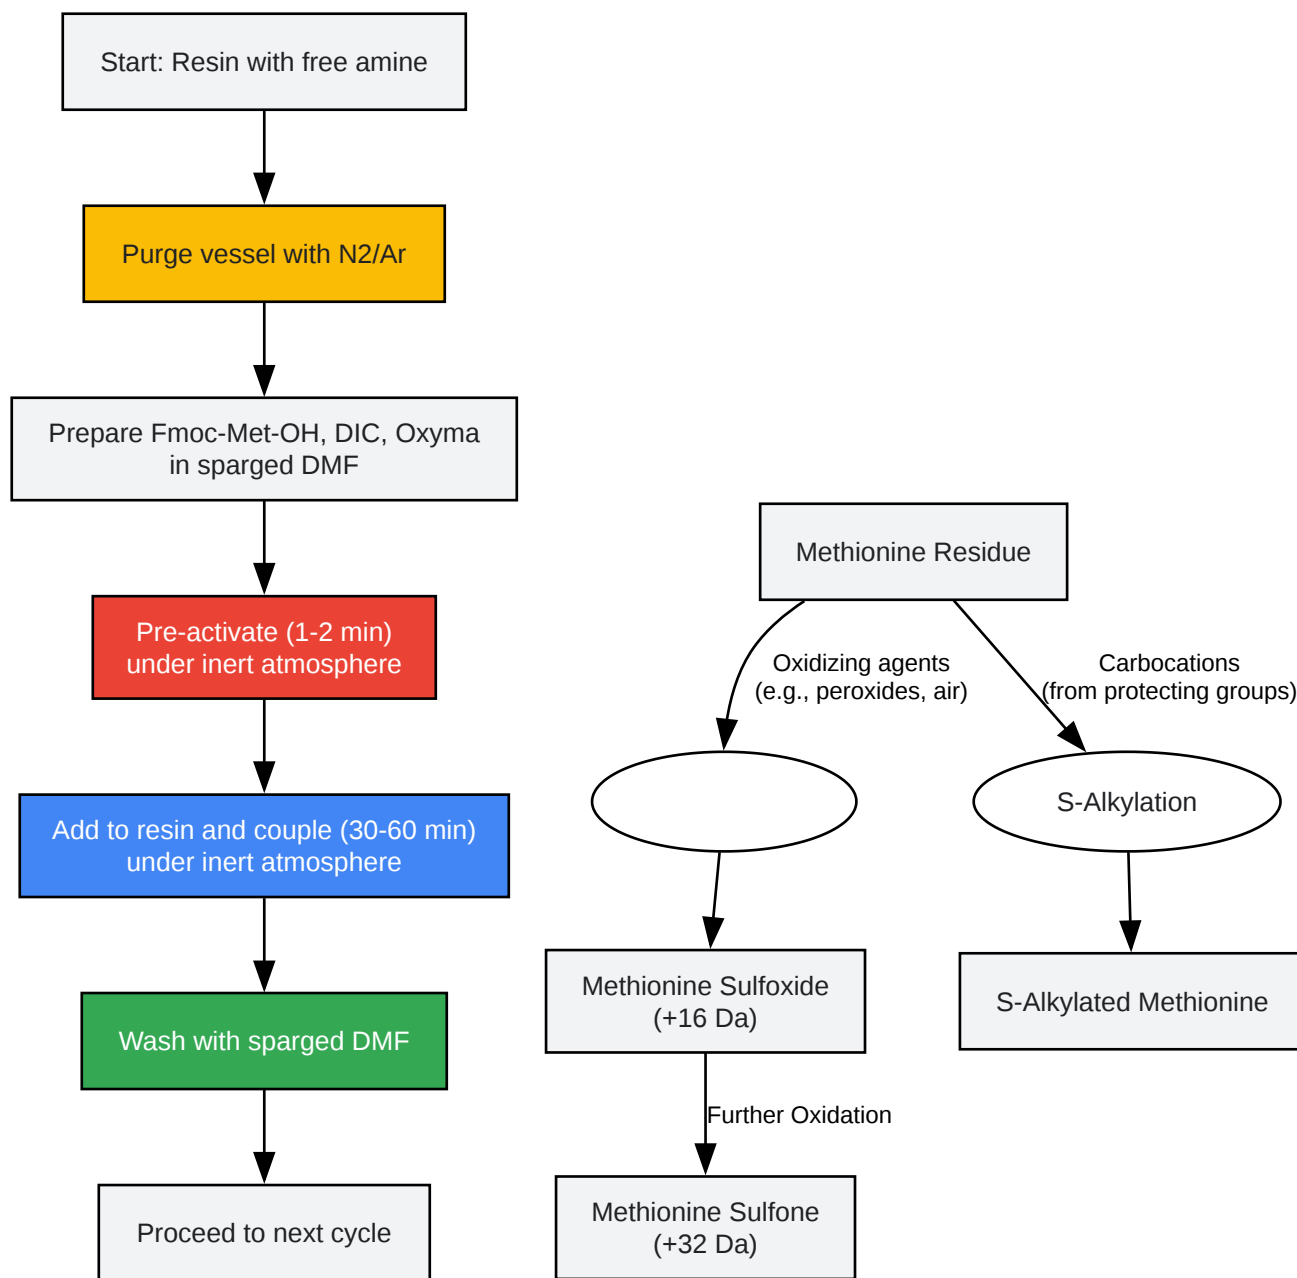 Start: Resin with free amine
Purge vessel with N2/Ar
Prepare Fmoc-Met-OH, DIC, Oxyma
in sparged DMF
Pre-activate (1-2 min)
under inert atmosphere
Add to resin and couple (30-60 min)
under inert atmosphere
Wash with sparged DMF
Proceed to next cycle
Methionine Residue
Oxidizing agents
(e.g., peroxides, air)
Carbocations
(from protecting groups)
S-Alkylation
Methionine Sulfoxide
(+16 Da)
S-Alkylated Methionine
Further Oxidation
Methionine Sulfone
(+32 Da)